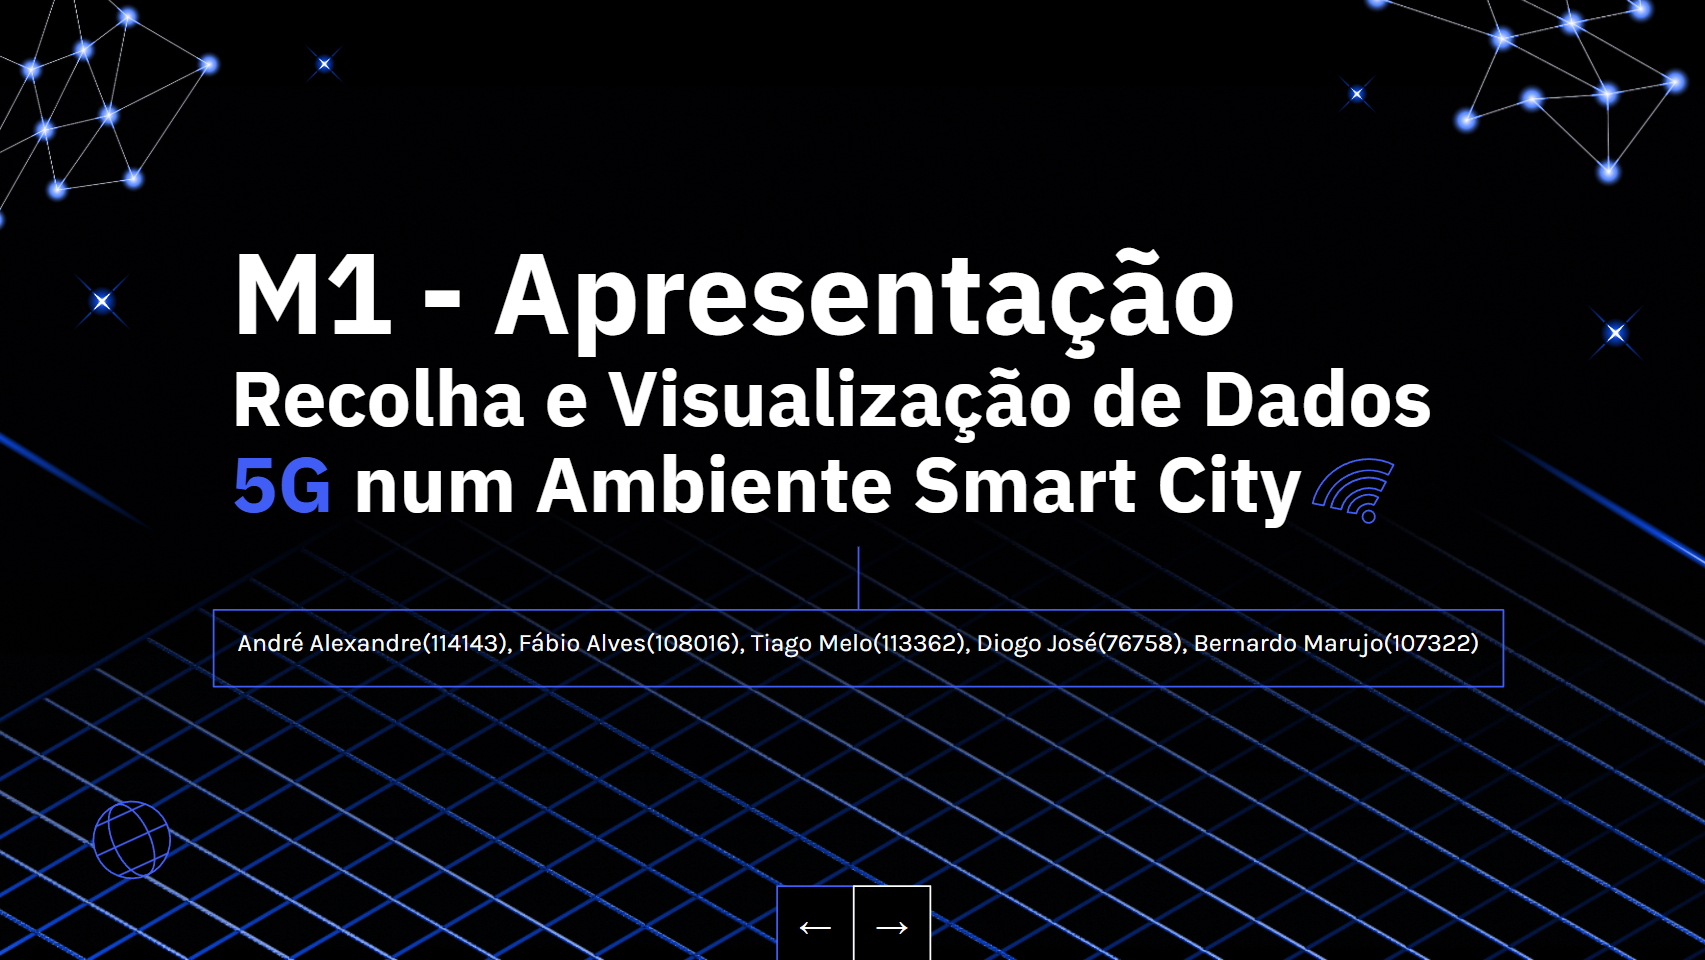 M1 - Apresentação
Recolha e Visualização de Dados
5G num Ambiente Smart City
André Alexandre(114143), Fábio Alves(108016), Tiago Melo(113362), Diogo José(76758), Bernardo Marujo(107322)
← →